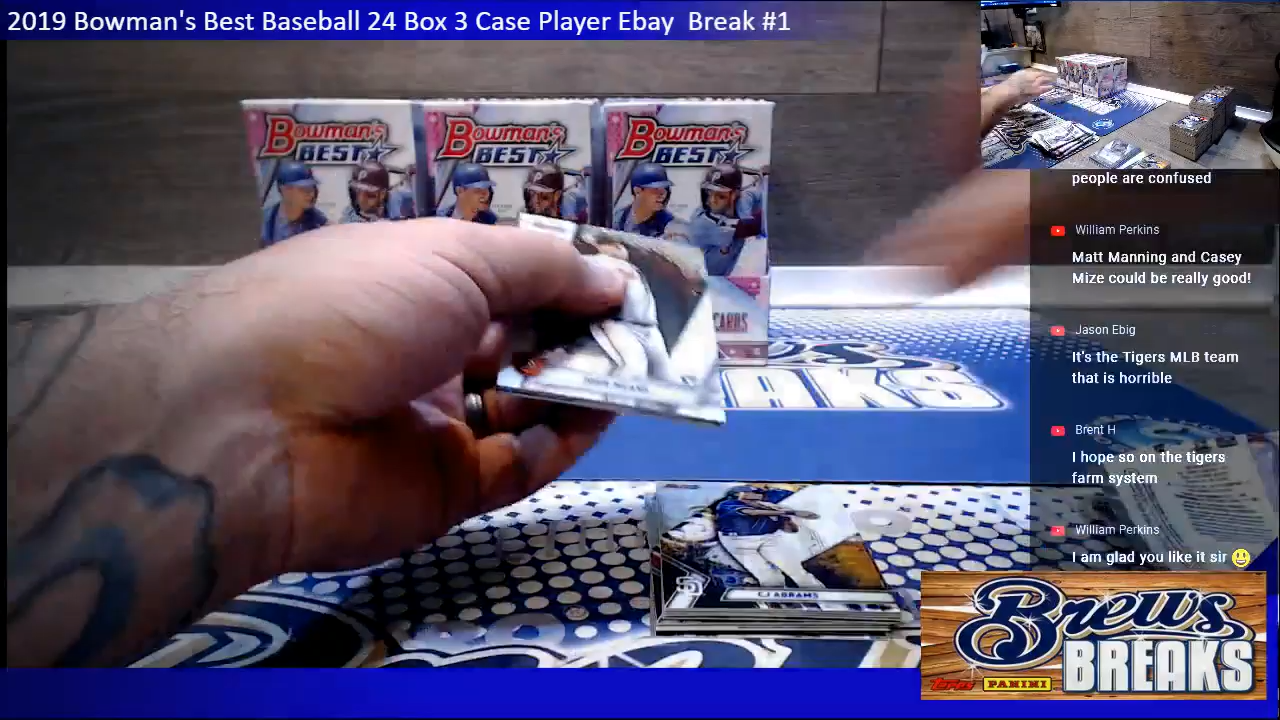 2019 Bowman's Best Baseball 24 Box 3 Case Player Ebay  Break #1
Bowman's
BEST
Bowman's
BEST
Bowman's
BEST
CARDS
CJ ABRAMS
people are confused
William Perkins
Matt Manning and Casey
Mize could be really good!
Jason Ebig
It's the Tigers MLB team
that is horrible
Brent H
I hope so on the tigers
farm system
William Perkins
I am glad you like it sir 😃
Brew's
BREAKS
Topps
PANINI